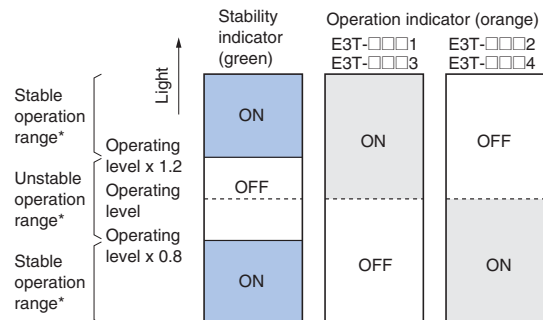 Stability
indicator
(green)
Operation indicator (orange)
E3T-□□□1
E3T-□□□3
E3T-□□□2
E3T-□□□4
Light
Stable
operation
range*
Operating
level x 1.2
Unstable
operation
range*
Operating
level
Operating
level x 0.8
Stable
operation
range*
ON
OFF
ON
ON
OFF
OFF
ON